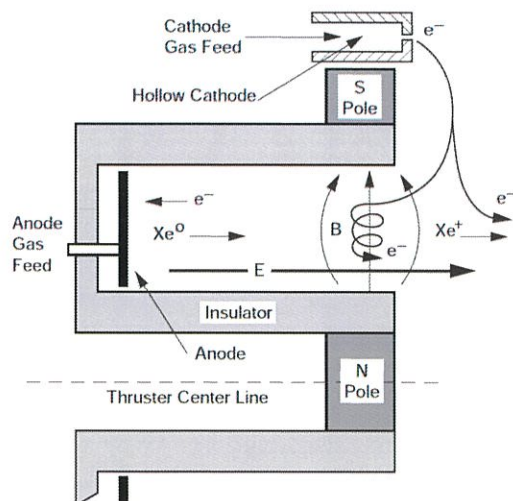 Cathode
Gas Feed
e⁻
Hollow Cathode
S
Pole
e⁻
Anode
Gas
Feed
Xe⁰
B
e⁻
Xe⁺
e⁻
E
Insulator
Anode
N
Pole
Thruster Center Line